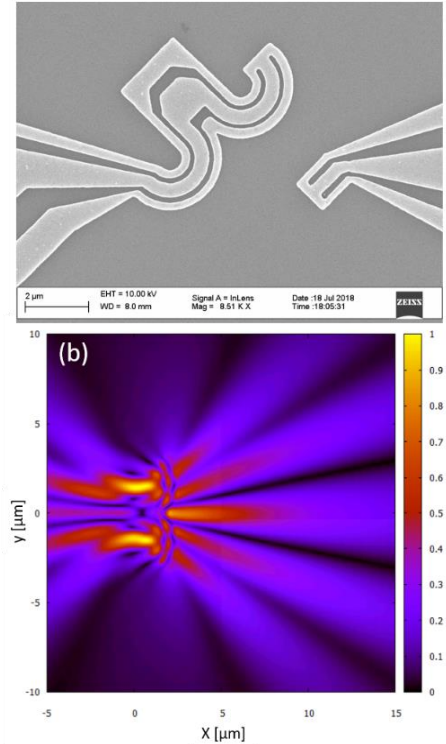 2 µm
EHT = 10.00 kV
WD = 8.0 mm
Signal A = InLens
Mag = 8.51 K X
Date :18 Jul 2018
Time :18:05:31
ZEISS
(b)
10
5
0
-5
-10
y [µm]
-5
0
5
10
15
X [µm]
1
0.9
0.8
0.7
0.6
0.5
0.4
0.3
0.2
0.1
0